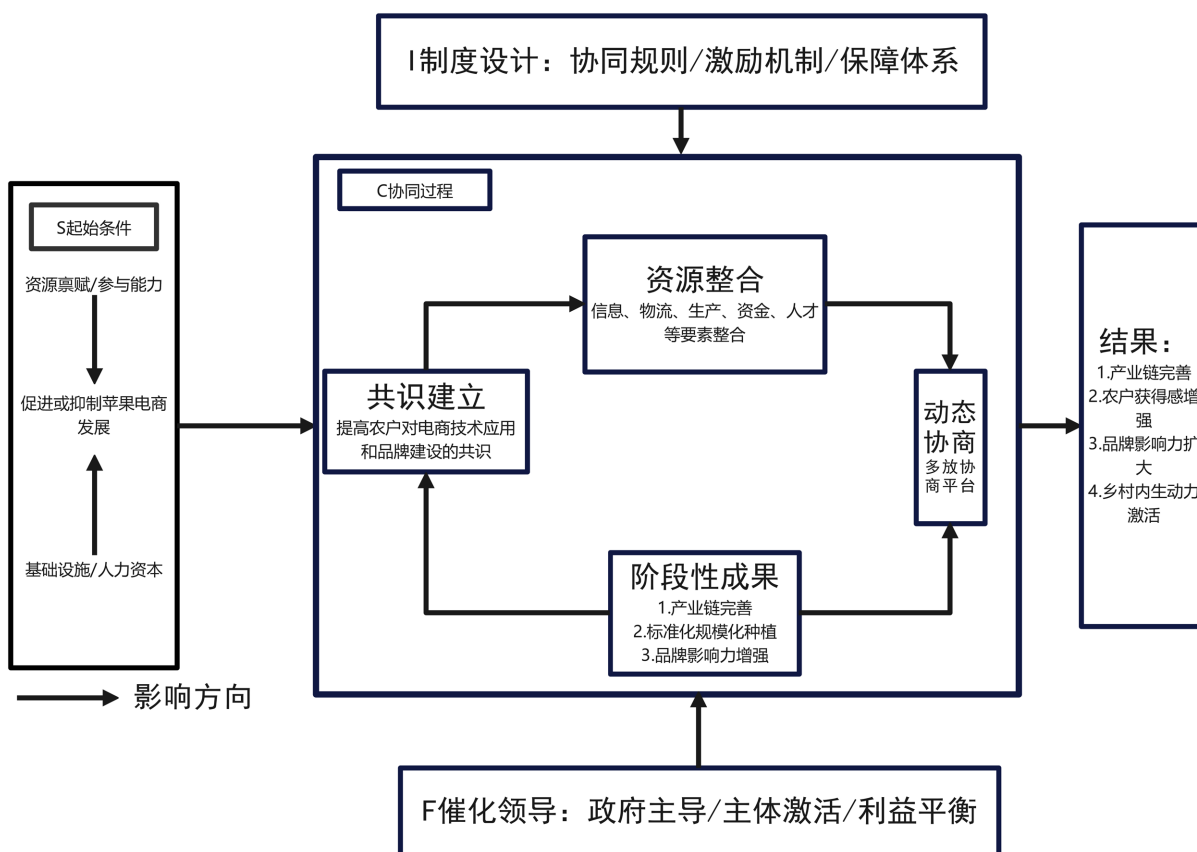 I制度设计：协同规则/激励机制/保障体系
S起始条件
资源禀赋/参与能力
促进或抑制苹果电商
发展
基础设施/人力资本
影响方向
C协同过程
资源整合
信息、物流、生产、资金、人才
等要素整合
共识建立
提高农户对电商技术应用
和品牌建设的共识
动态
协商
多放协
商平台
阶段性成果
1.产业链完善
2.标准化规模化种植
3.品牌影响力增强
结果：
1.产业链完善
2.农户获得感增
强
3.品牌影响力扩
大
4.乡村内生动力
激活
F催化领导：政府主导/主体激活/利益平衡